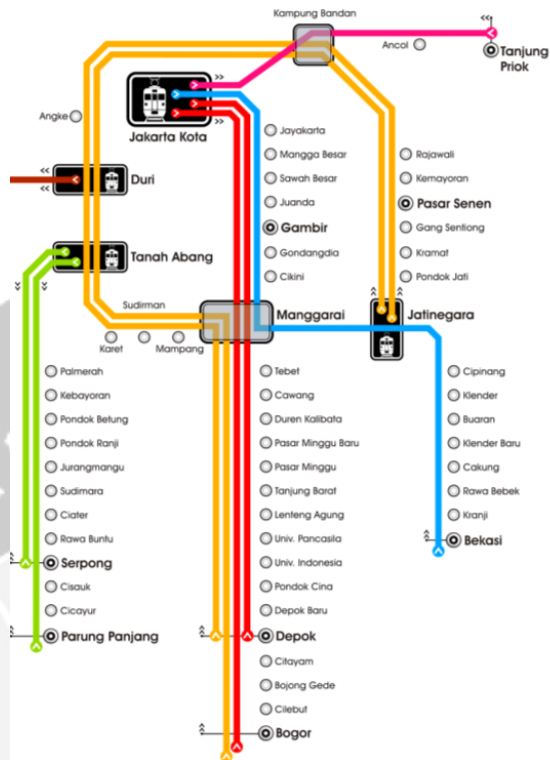 Kampung Bandan
Ancol
Tanjung
Priok
Angke
Jakarta Kota
Jayakarta
Mangga Besar
Sawah Besar
Juanda
Gambir
Gondangdia
Cikini
Rajawali
Kemayoran
Pasar Senen
Gang Sentiong
Kramat
Pondok Jati
Duri
Tanah Abang
Sudirman
Manggarai
Jatinegara
Karet
Mampang
Palmerah
Kebayoran
Pondok Betung
Pondok Ranji
Jurangmangu
Sudimara
Ciater
Rawa Buntu
Serpong
Cisauk
Cicayur
Parung Panjang
Tebet
Cawang
Duren Kalibata
Pasar Minggu Baru
Pasar Minggu
Tanjung Barat
Lenteng Agung
Univ. Pancasila
Univ. Indonesia
Pondok Cina
Depok Baru
Depok
Citayam
Bojong Gede
Cilebut
Bogor
Cipinang
Klender
Buaran
Klender Baru
Cakung
Rawa Bebek
Kranji
Bekasi